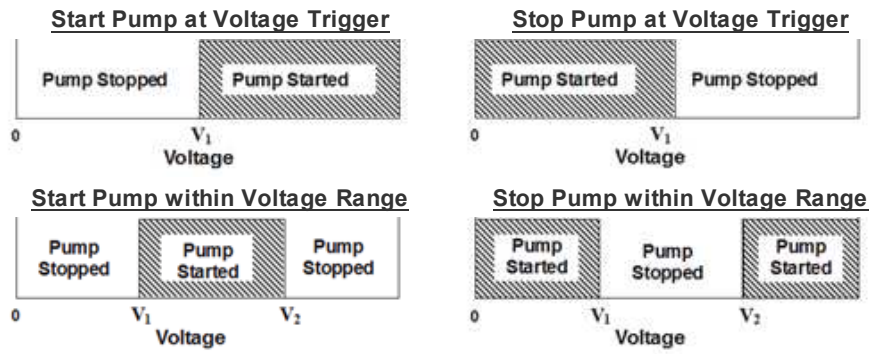 Start Pump at Voltage Trigger
Pump Stopped
Pump Started
0
V1
Voltage
Stop Pump at Voltage Trigger
Pump Started
Pump Stopped
0
V1
Voltage
Start Pump within Voltage Range
Pump
Stopped
Pump
Started
Pump
Stopped
0
V1
V2
Voltage
Stop Pump within Voltage Range
Pump
Started
Pump
Stopped
Pump
Started
0
V1
V2
Voltage